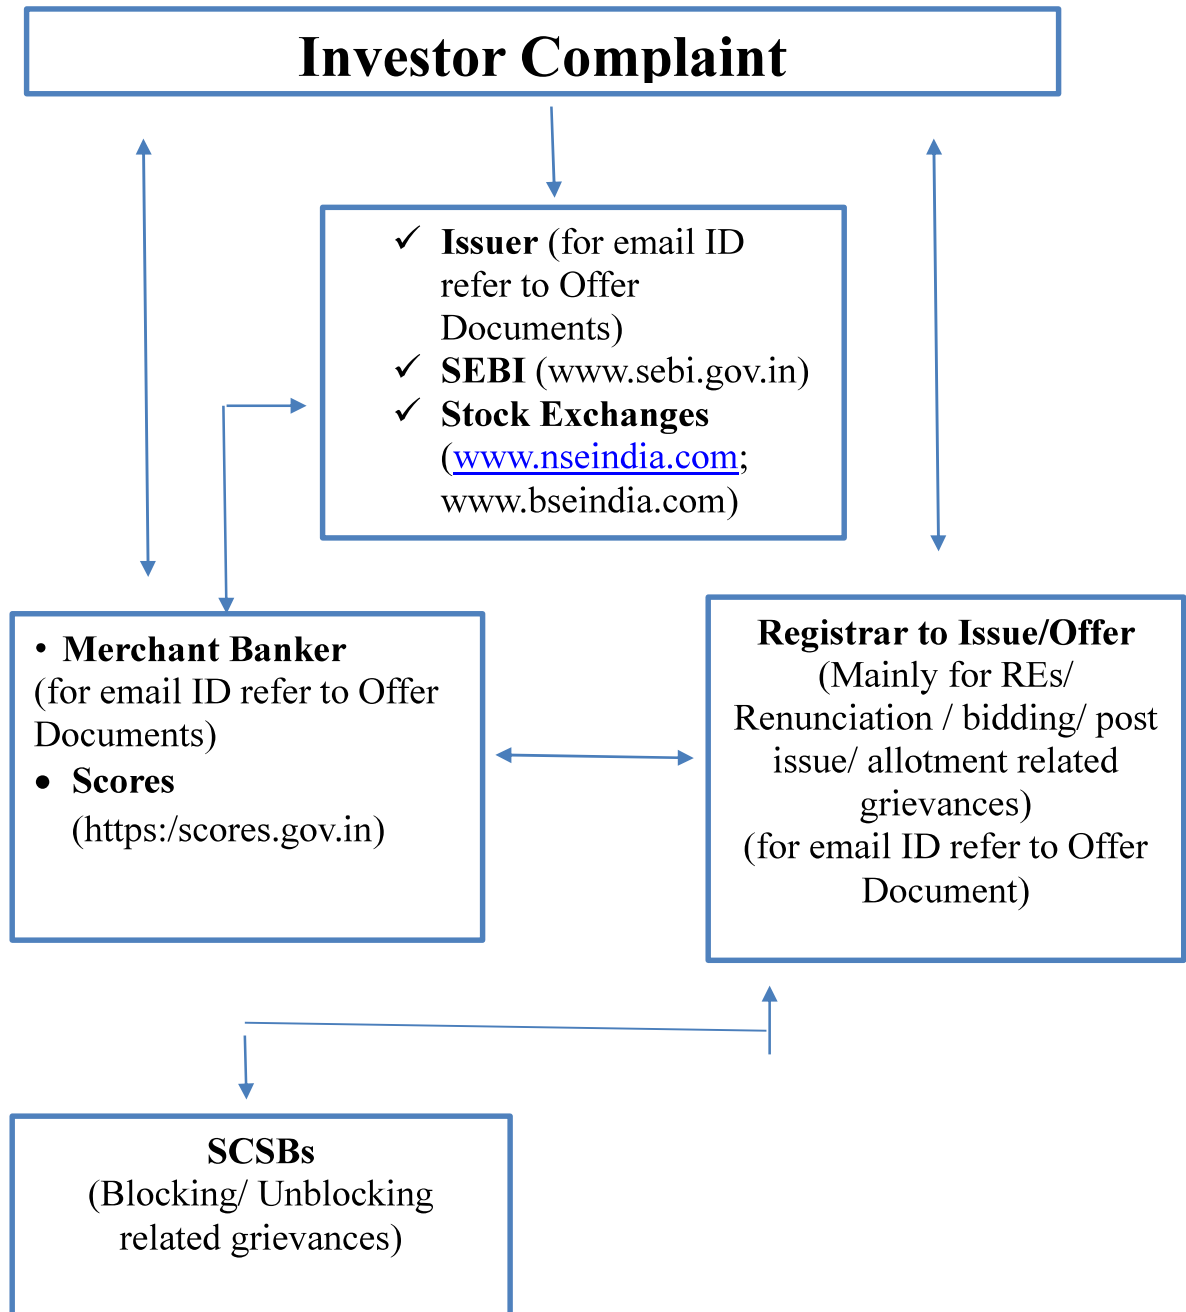 Investor Complaint
✓ Issuer (for email ID
refer to Offer
Documents)
✓ SEBI (www.sebi.gov.in)
✓ Stock Exchanges
(www.nseindia.com;
www.bseindia.com)
• Merchant Banker
(for email ID refer to Offer
Documents)
• Scores
(https:/scores.gov.in)
Registrar to Issue/Offer
(Mainly for REs/
Renunciation / bidding/ post
issue/ allotment related
grievances)
(for email ID refer to Offer
Document)
SCSBs
(Blocking/ Unblocking
related grievances)